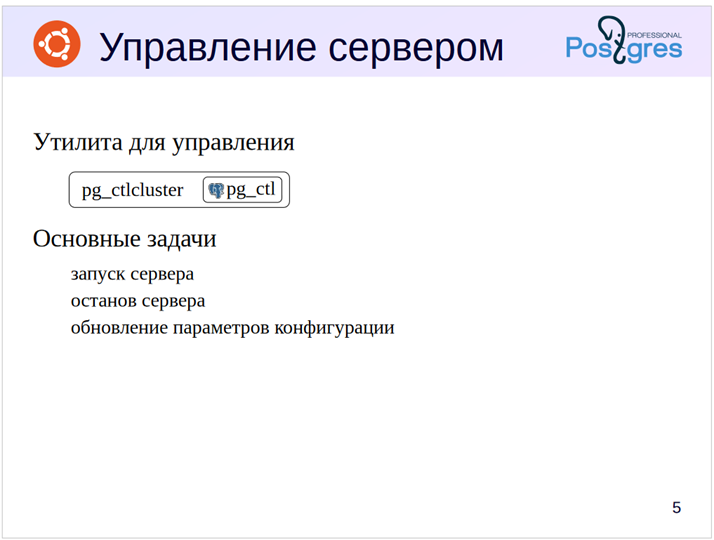 Управление сервером
PROFESSIONAL
Postgres
Утилита для управления
pg_ctlcluster pg_ctl
Основные задачи
запуск сервера
останов сервера
обновление параметров конфигурации
5